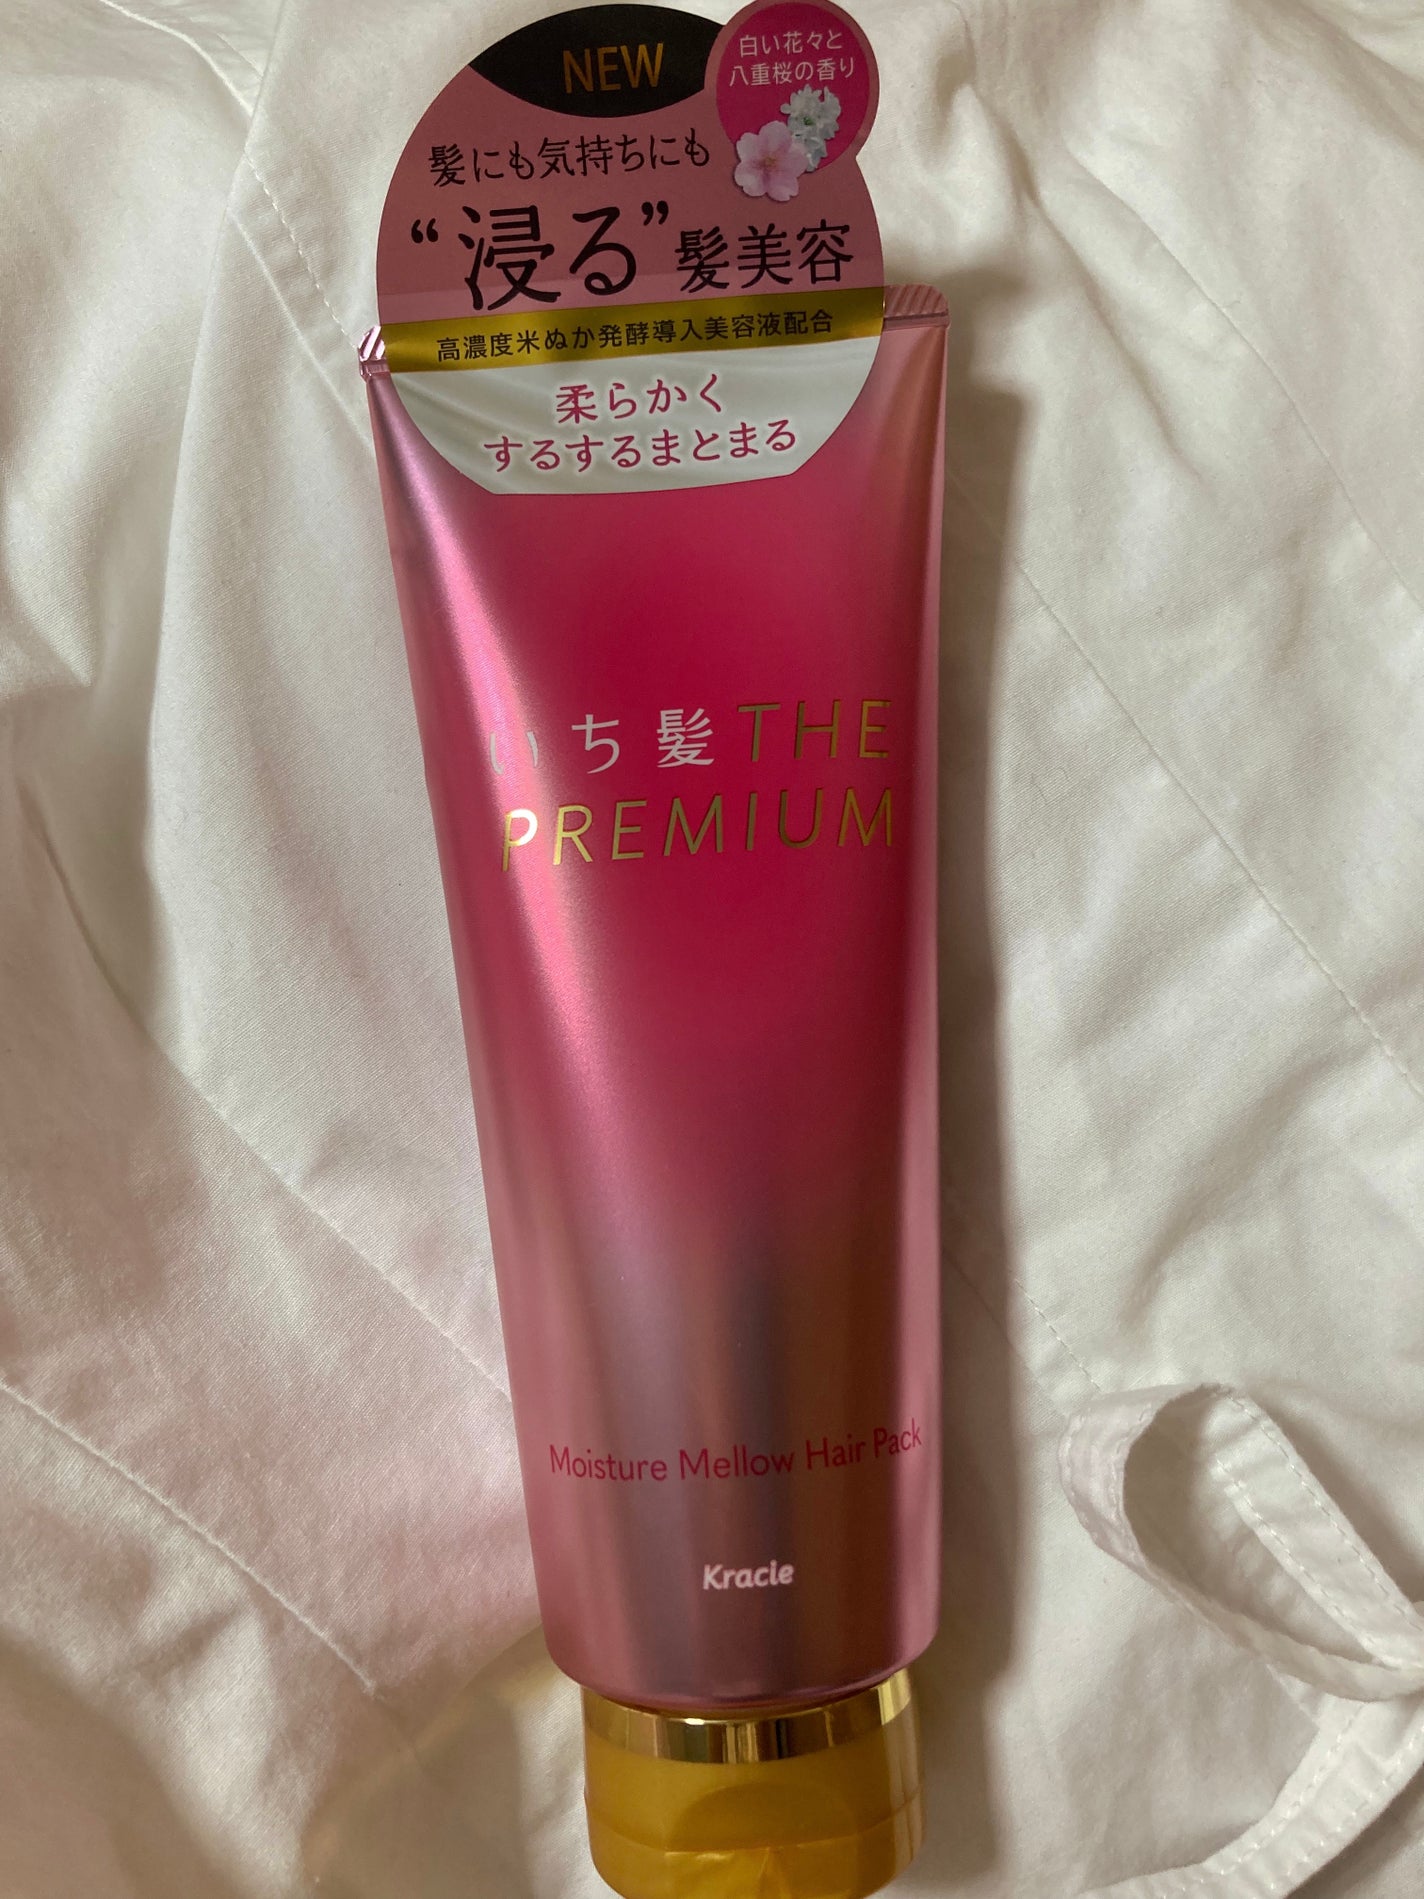 NEW
白い花々と
八重桜の香り
髪にも気持ちにも
“浸る”髪美容
高濃度米ぬか発酵導入美容液配合
柔らかく
するするまとまる
いち髪 THE
PREMIUM
Moisture Mellow Hair Pack
Kracie